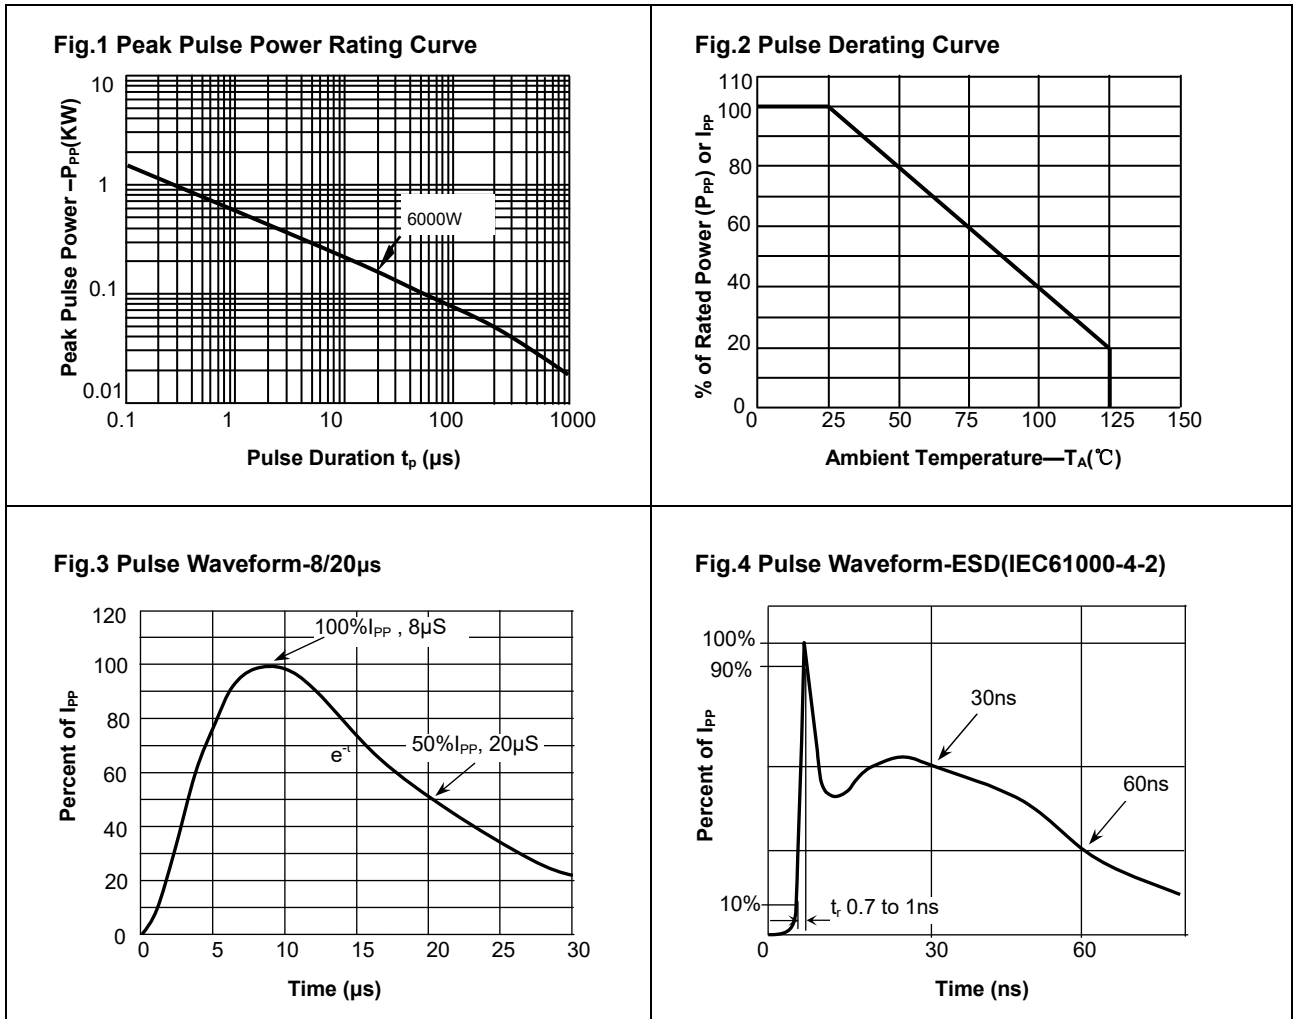 Fig.1 Peak Pulse Power Rating Curve
Peak Pulse Power –PPP(KW)
10
1
0.1
0.01
6000W
0.1 1 10 100 1000
Pulse Duration tp (µs)
Fig.2 Pulse Derating Curve
% of Rated Power (PPP) or IPP
110
100
80
60
40
20
0
25 50 75 100 125 150
Ambient Temperature—TA(℃)
Fig.3 Pulse Waveform-8/20µs
Percent of IPP
120
100
80
60
40
20
0
100%IPP , 8µS
e-t
50%IPP, 20µS
0 5 10 15 20 25 30
Time (µs)
Fig.4 Pulse Waveform-ESD(IEC61000-4-2)
Percent of IPP
100%
90%
10%
30ns
60ns
tr 0.7 to 1ns
0 30 60
Time (ns)